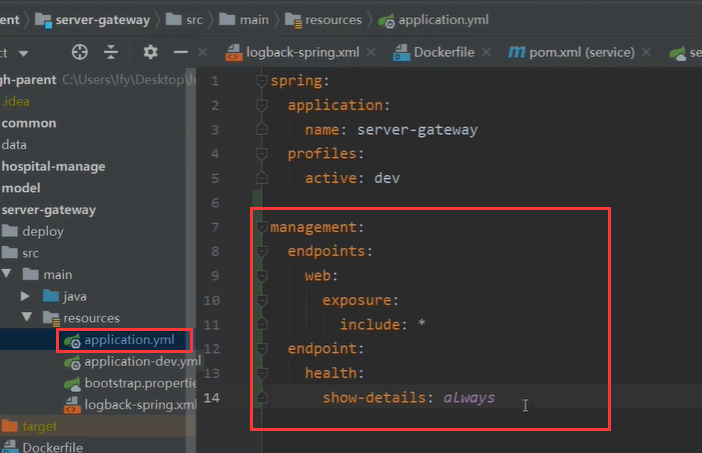 ent server-gateway src main resources application.yml
ct
logback-spring.xml Dockerfile pom.xml (service) se
gh-parent C:\Users\lfy\Desktop\h
.idea
common
data
hospital-manage
model
server-gateway
deploy
src
main
java
resources
application.yml
application-dev.yml
bootstrap.propertie
logback-spring.xml
target
Dockerfile
1 spring:
2 application:
3 name: server-gateway
4 profiles:
5 active: dev
6
7 management:
8 endpoints:
9 web:
10 exposure:
11 include: *
12 endpoint:
13 health:
14 show-details: always